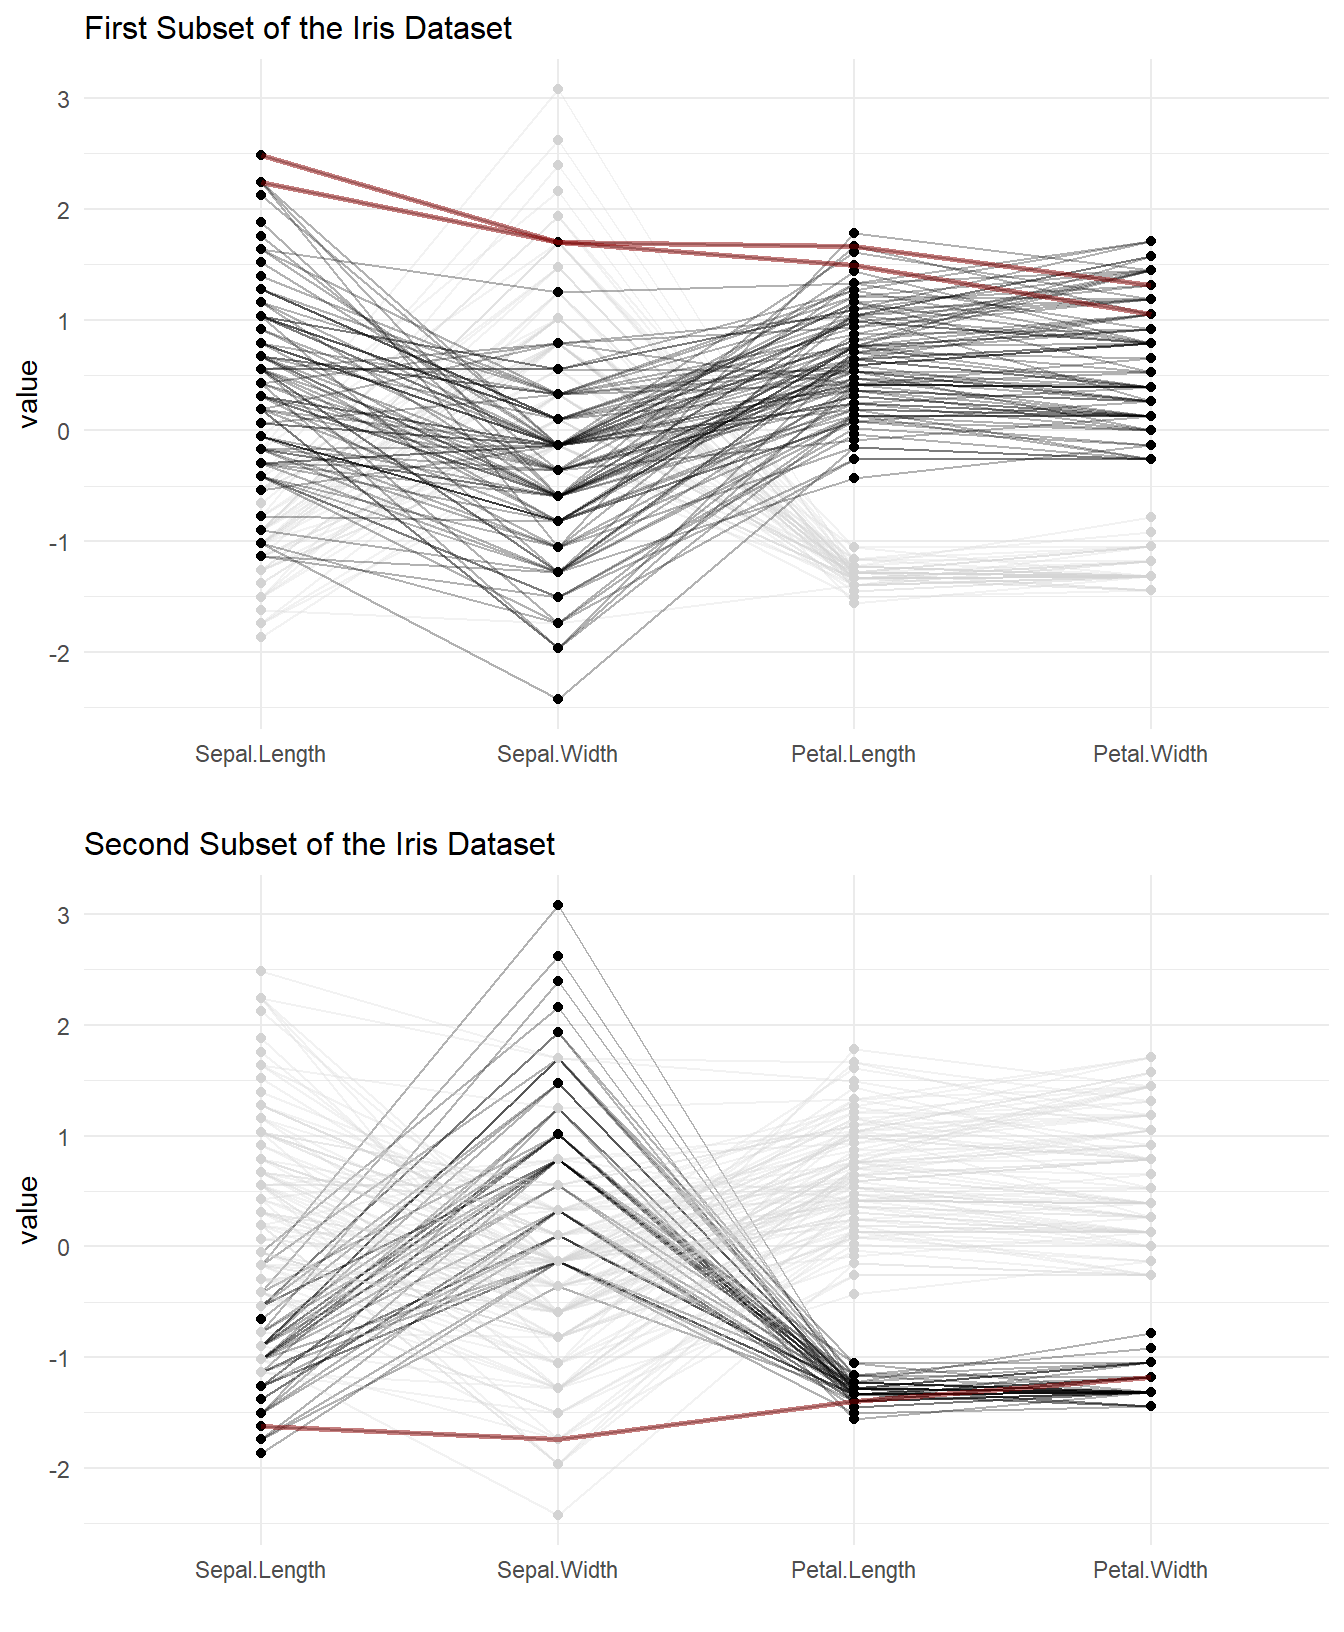 First Subset of the Iris Dataset
3
2
1
0
-1
-2
value
Sepal.Length Sepal.Width Petal.Length Petal.Width
Second Subset of the Iris Dataset
3
2
1
0
-1
-2
value
Sepal.Length Sepal.Width Petal.Length Petal.Width